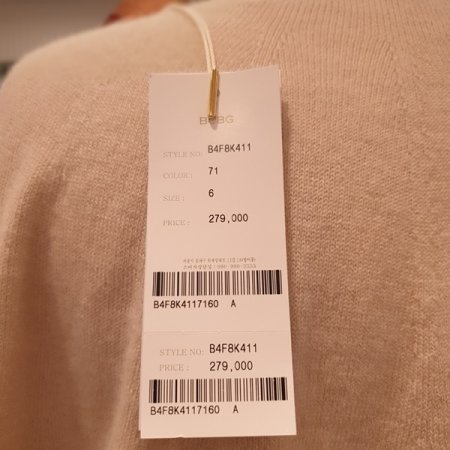 STYLE NO: B4F8K411
COLOR: 71
SIZE: 6
PRICE: 279,000
B4F8K4117160 A
STYLE NO: B4F8K411
PRICE: 279,000
B4F8K4117160 A